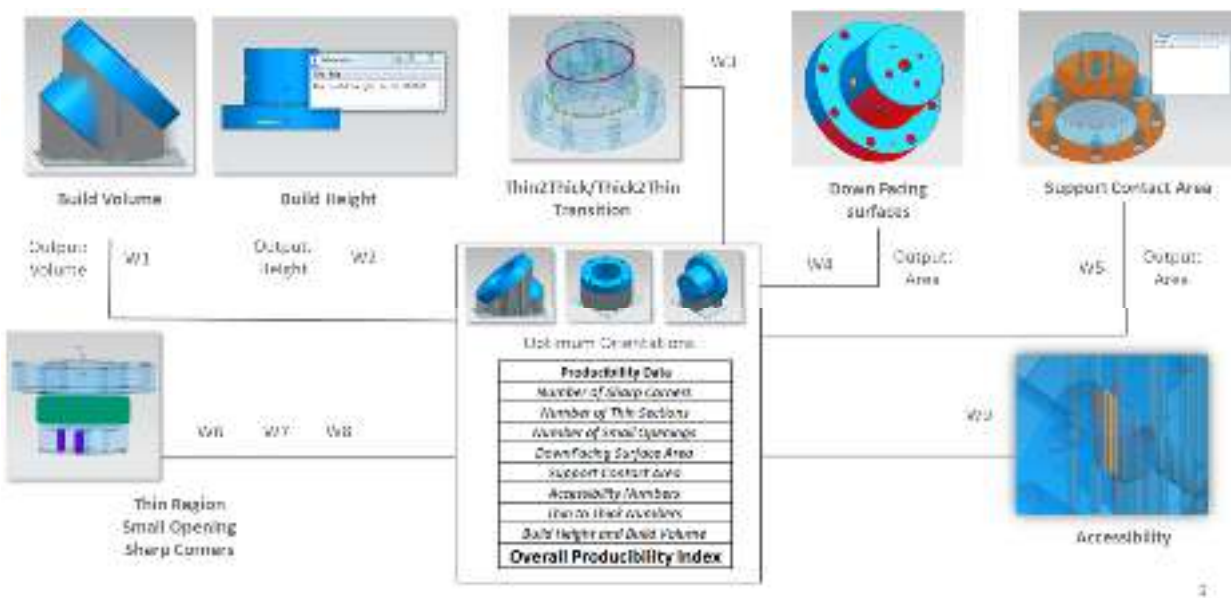 Build Volume
Build Height
Thin2Thick/Thick2Thin
Transition
Down Facing
surfaces
Support Contact Area
W3
Output:
Volume
W1
Output:
Height
W2
W4
Output:
Area
W5
Output:
Area
Optimum Orientations
Producibility Data
Number of Sharp Corners
Number of Thin Sections
Number of Small Openings
DownFacing Surface Area
Support Contact Area
Accessibility Numbers
Thin to Thick Numbers
Build Height and Build Volume
Overall Producibility Index
W6 W7 W8
W9
Thin Region
Small Opening
Sharp Corners
Accessibility